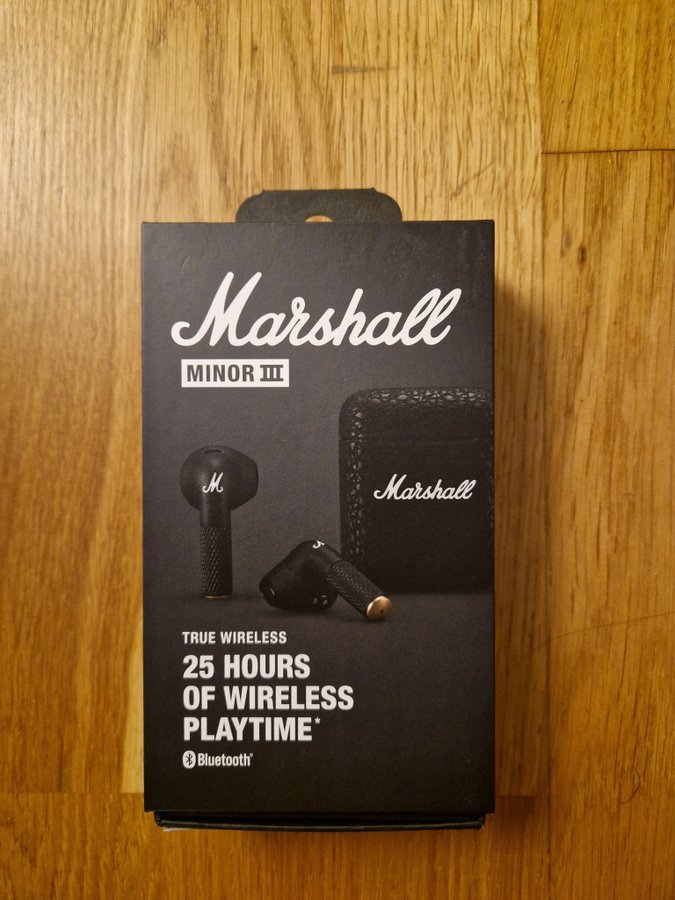 Marshall
MINOR III
M
Marshall
TRUE WIRELESS
25 HOURS
OF WIRELESS
PLAYTIME*
Bluetooth®